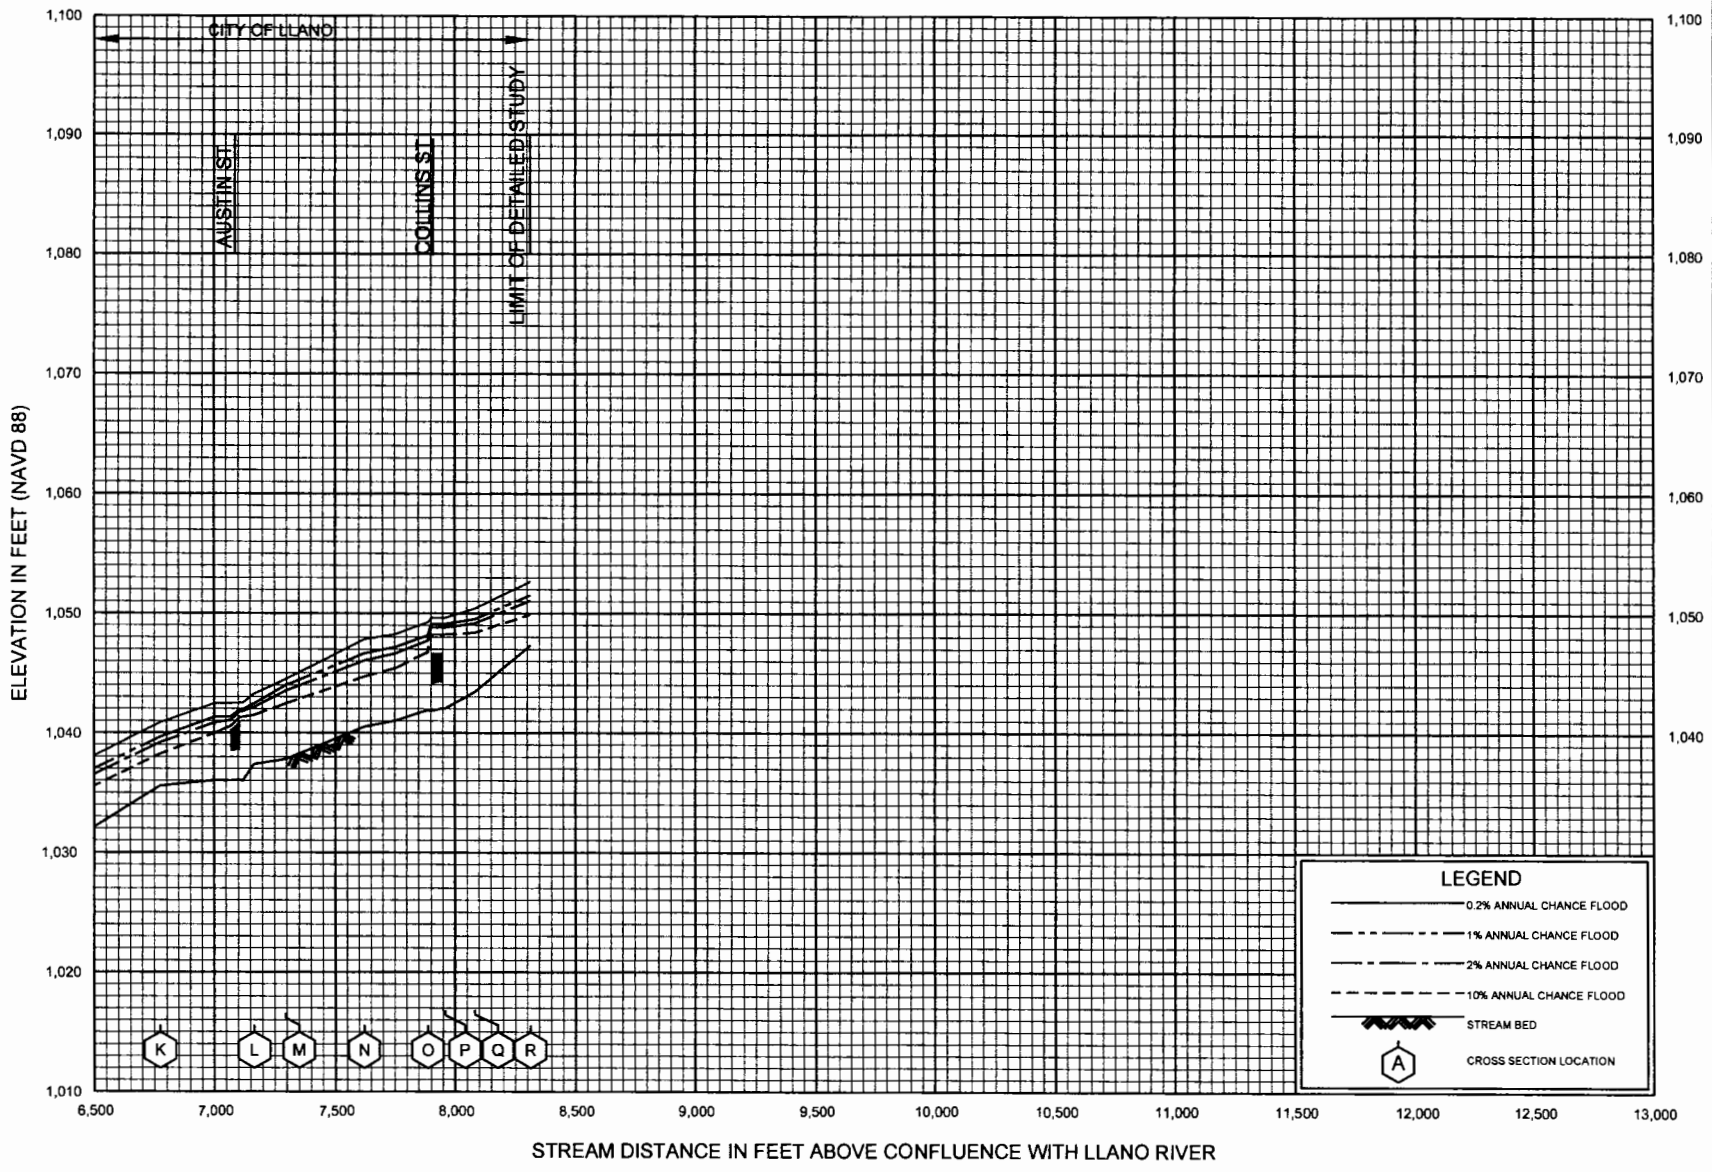 1,100
1,090
1,080
1,070
1,060
1,050
1,040
1,030
1,020
1,010
ELEVATION IN FEET (NAVD 88)
CITY OF LLANO
AUSTIN ST
COLLINS ST
LIMIT OF DETAILED STUDY
1,100
1,090
1,080
1,070
1,060
1,050
1,040
K
L
M
N
O
P
Q
R
LEGEND
0.2% ANNUAL CHANCE FLOOD
1% ANNUAL CHANCE FLOOD
2% ANNUAL CHANCE FLOOD
10% ANNUAL CHANCE FLOOD
STREAM BED
A CROSS SECTION LOCATION
6,500 7,000 7,500 8,000 8,500 9,000 9,500 10,000 10,500 11,000 11,500 12,000 12,500 13,000
STREAM DISTANCE IN FEET ABOVE CONFLUENCE WITH LLANO RIVER